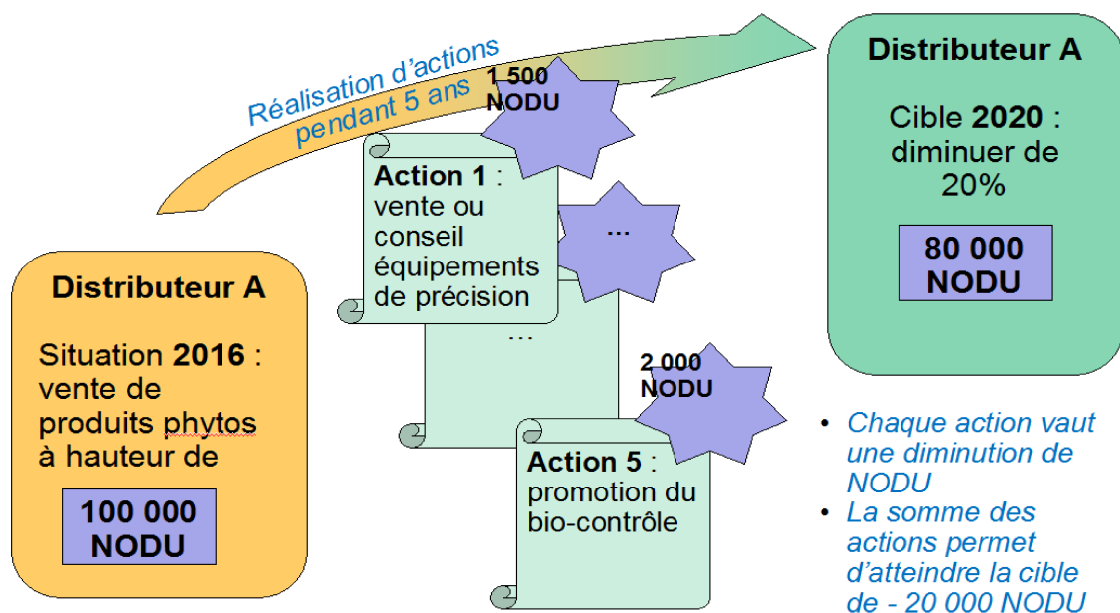 Réalisation d’actions
pendant 5 ans
Distributeur A
Situation 2016 :
vente de
produits phytos
à hauteur de
100 000
NODU
1 500
NODU
Action 1 :
vente ou
conseil
équipements
de précision
...
...
2 000
NODU
Action 5 :
promotion du
bio-contrôle
Distributeur A
Cible 2020 :
diminuer de
20%
80 000
NODU
• Chaque action vaut
une diminution de
NODU
• La somme des
actions permet
d’atteindre la cible
de - 20 000 NODU